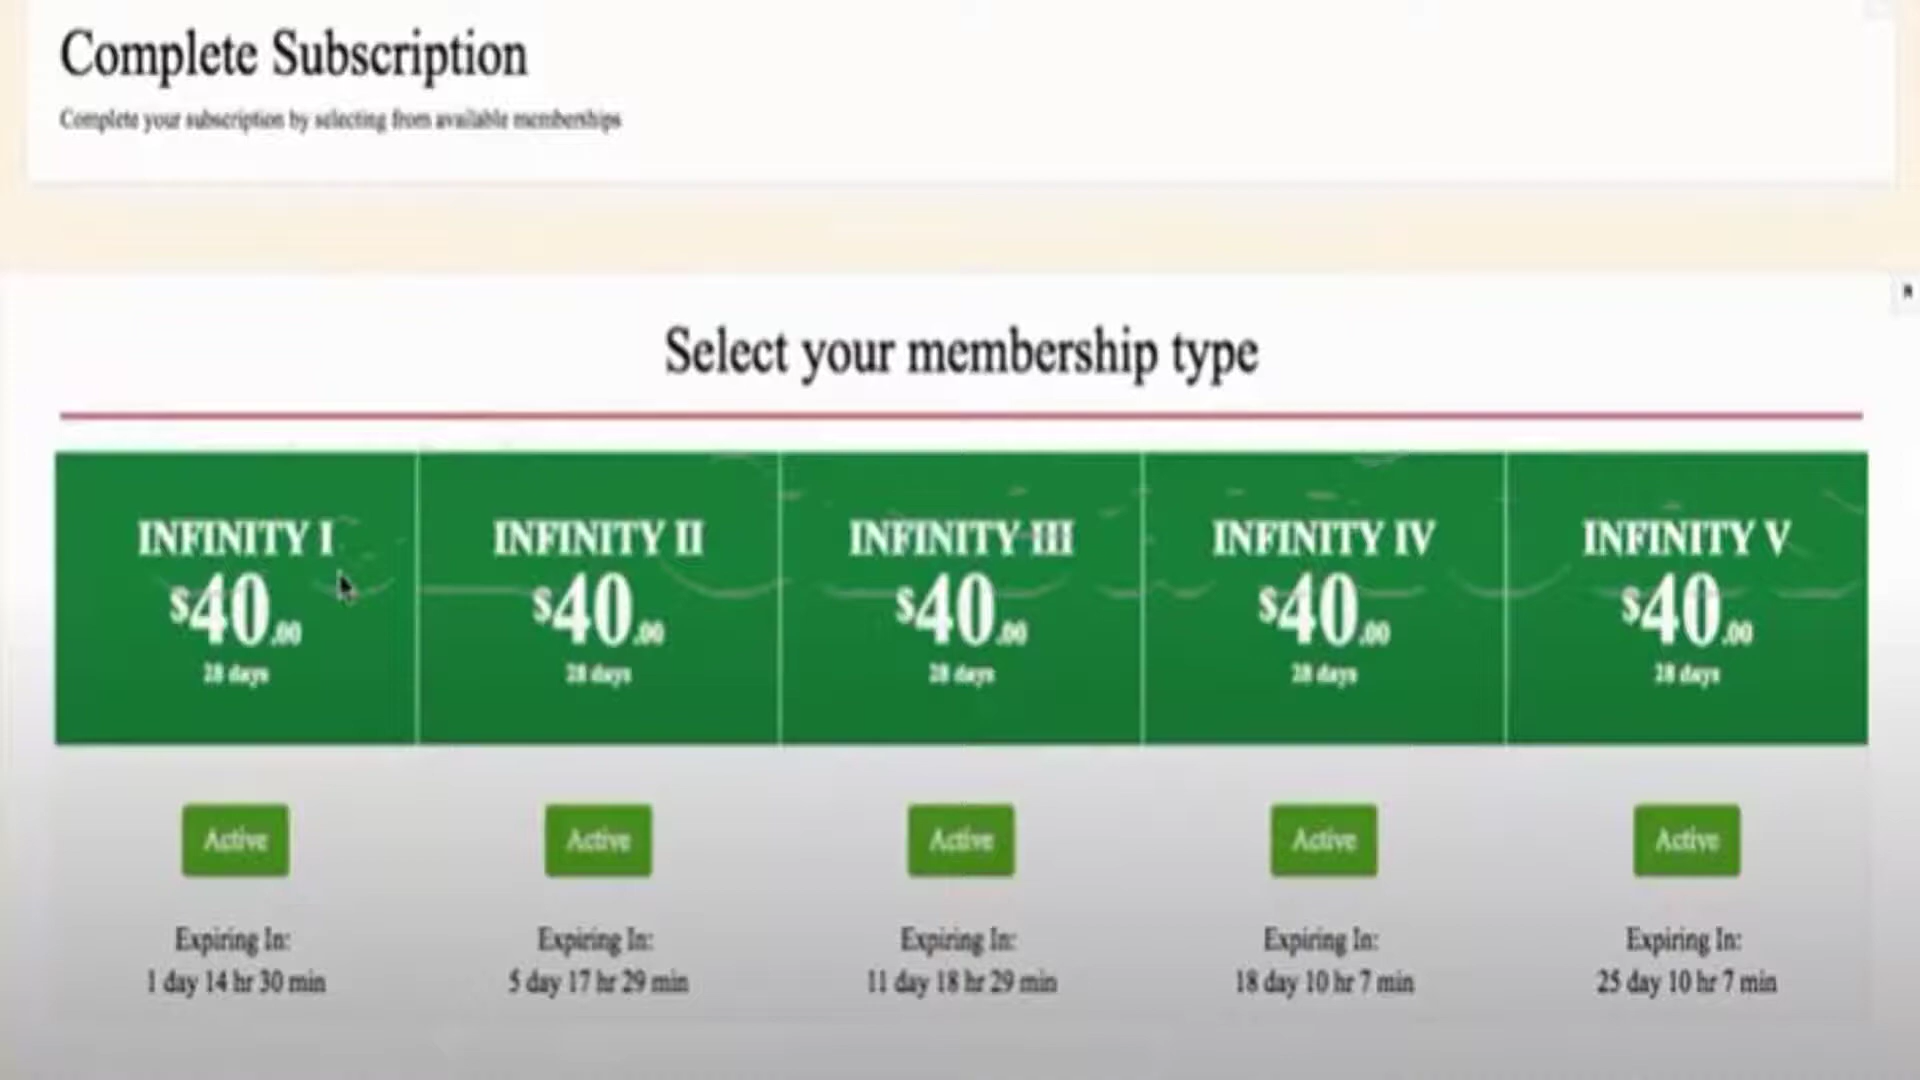 Complete Subscription
Complete your subscription by selecting from available memberships
Select your membership type
INFINITY I
$40.00
28 days
Active
Expiring In:
1 day 14 hr 30 min
INFINITY II
$40.00
28 days
Active
Expiring In:
5 day 17 hr 29 min
INFINITY III
$40.00
28 days
Active
Expiring In:
11 day 18 hr 29 min
INFINITY IV
$40.00
28 days
Active
Expiring In:
18 day 10 hr 7 min
INFINITY V
$40.00
28 days
Active
Expiring In:
25 day 10 hr 7 min